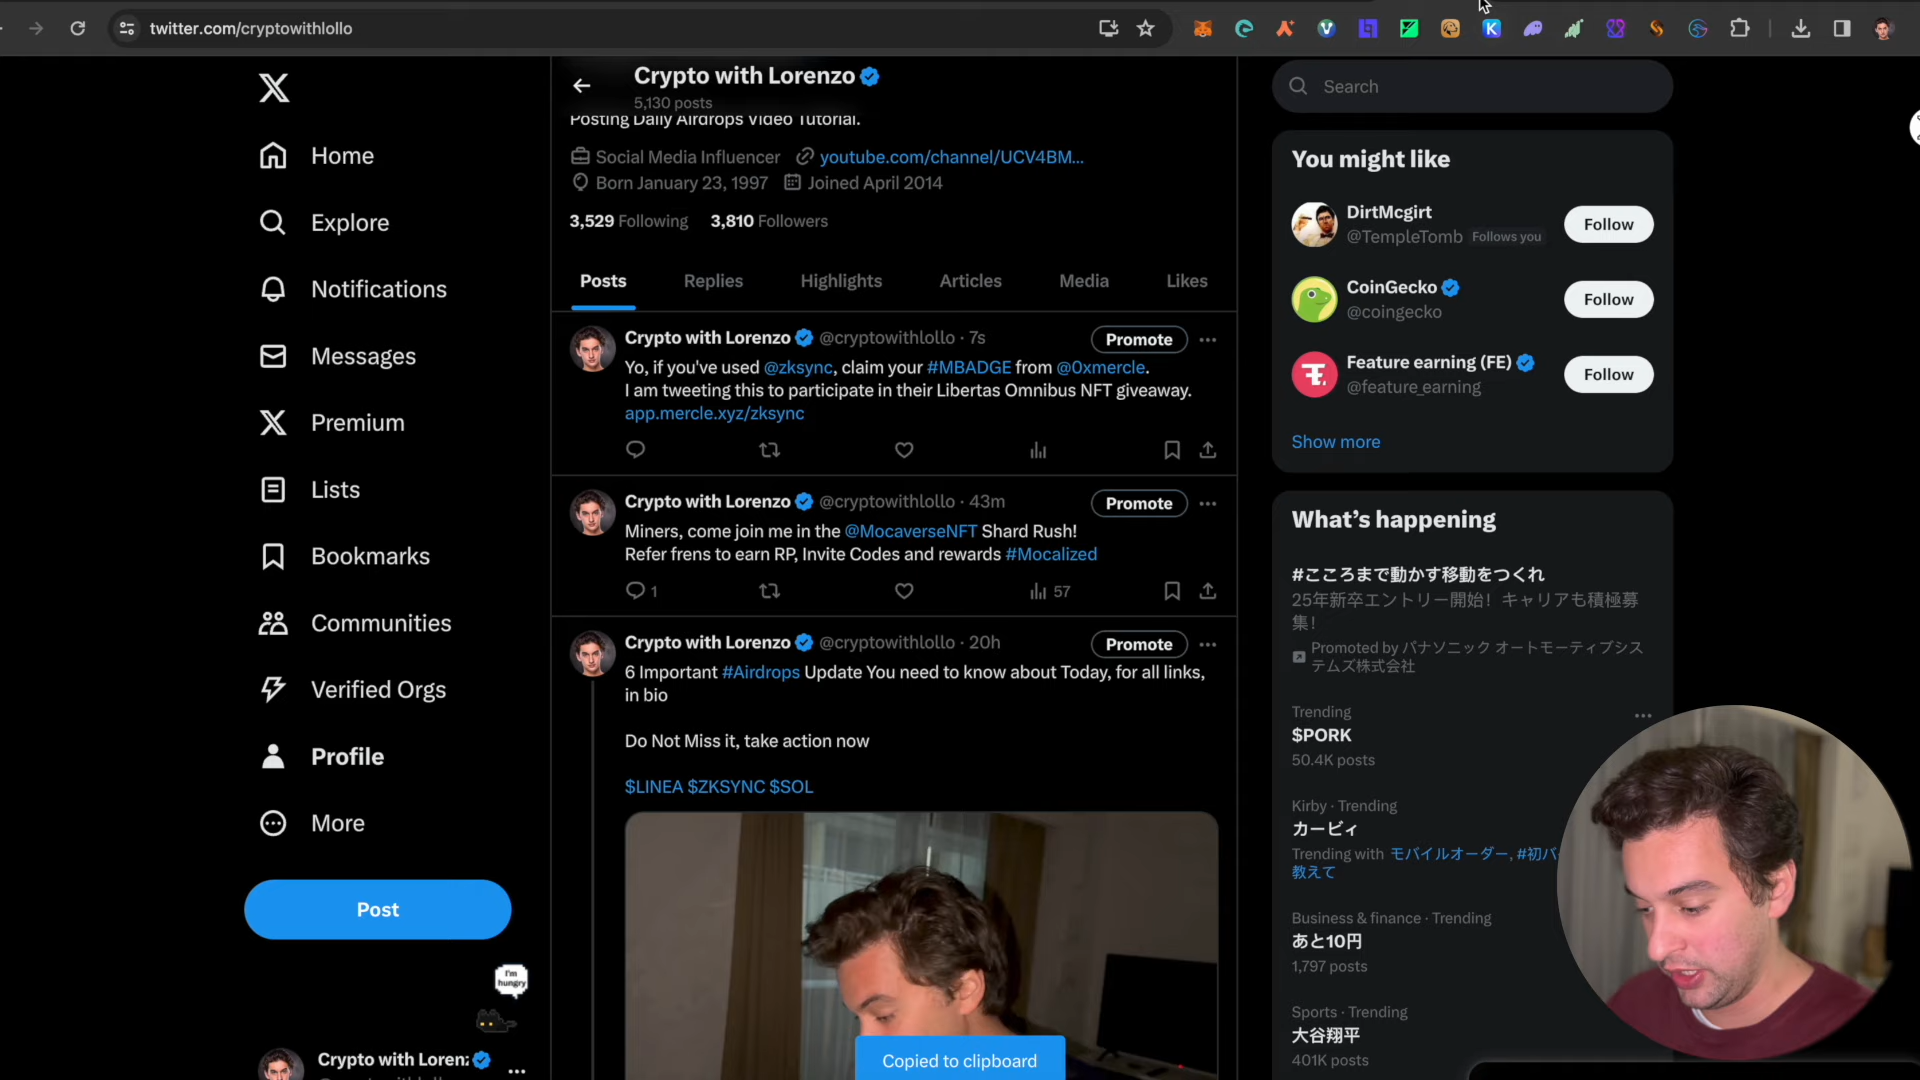 twitter.com/cryptowithlollo
Home
Explore
Notifications
Messages
Premium
Lists
Bookmarks
Communities
Verified Orgs
Profile
More
Post
I'm
hungry
Crypto with Loren
Crypto with Lorenzo
5,130 posts
Posting Daily Airdrops Video Tutorial.
Social Media Influencer youtube.com/channel/UCV4BM...
Born January 23, 1997 Joined April 2014
3,529 Following 3,810 Followers
Posts Replies Highlights Articles Media Likes
Crypto with Lorenzo @cryptowithlollo · 7s Promote
Yo, if you've used @zksync, claim your #MBADGE from @0xmercle.
I am tweeting this to participate in their Libertas Omnibus NFT giveaway.
app.mercle.xyz/zksync
Crypto with Lorenzo @cryptowithlollo · 43m Promote
Miners, come join me in the @MocaverseNFT Shard Rush!
Refer frens to earn RP, Invite Codes and rewards #Mocalized
1 57
Crypto with Lorenzo @cryptowithlollo · 20h Promote
6 Important #Airdrops Update You need to know about Today, for all links,
in bio
Do Not Miss it, take action now
$LINEA $ZKSYNC $SOL
Copied to clipboard
Search
You might like
DirtMcgirt
@TempleTomb Follows you
Follow
CoinGecko
@coingecko
Follow
Feature earning (FE)
@feature_earning
Follow
Show more
What's happening
#こころまで動かす移動をつくれ
25年新卒エントリー開始！キャリアも積極募
集！
Promoted by パナソニック オートモーティブシス
テムズ株式会社
Trending
$PORK
50.4K posts
Kirby · Trending
カービィ
Trending with モバイルオーダー, #初バ
教えて
Business & finance · Trending
あと10円
1,797 posts
Sports · Trending
大谷翔平
401K posts